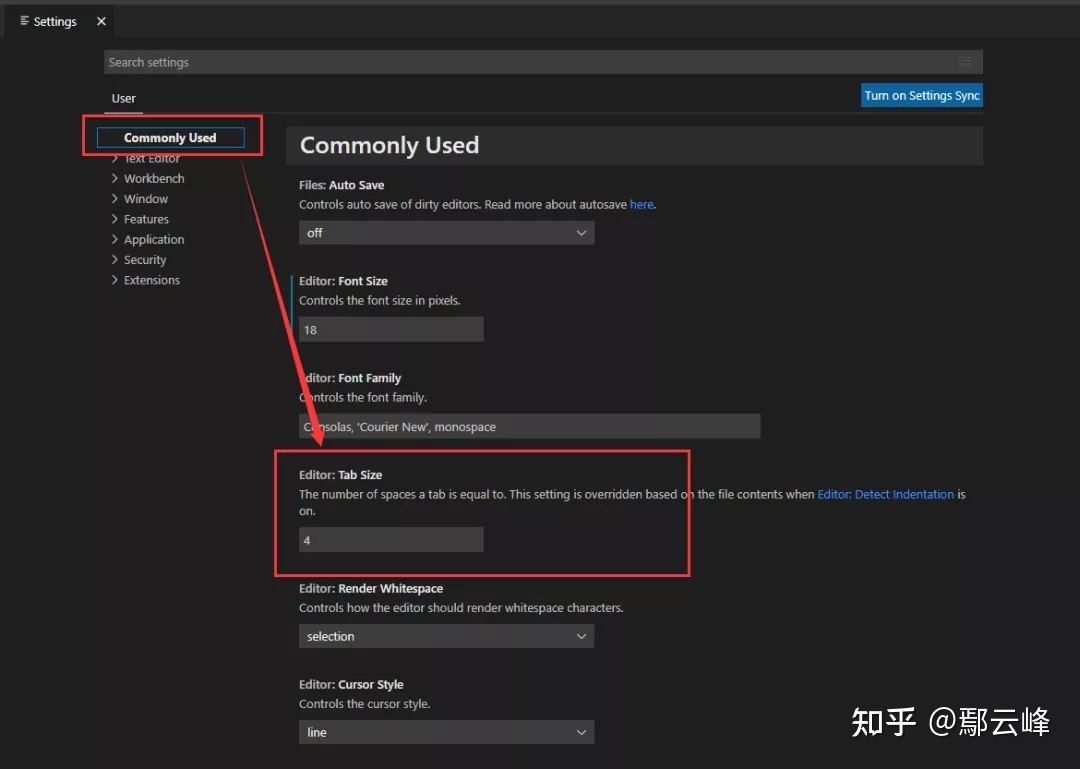 Settings
Search settings
User
Turn on Settings Sync
Commonly Used
Text Editor
Workbench
Window
Features
Application
Security
Extensions
Commonly Used
Files: Auto Save
Controls auto save of dirty editors. Read more about autosave here.
off
Editor: Font Size
Controls the font size in pixels.
18
Editor: Font Family
Controls the font family.
Consolas, 'Courier New', monospace
Editor: Tab Size
The number of spaces a tab is equal to. This setting is overridden based on the file contents when Editor: Detect Indentation is
on.
4
Editor: Render Whitespace
Controls how the editor should render whitespace characters.
selection
Editor: Cursor Style
Controls the cursor style.
line
知乎 @鄢云峰